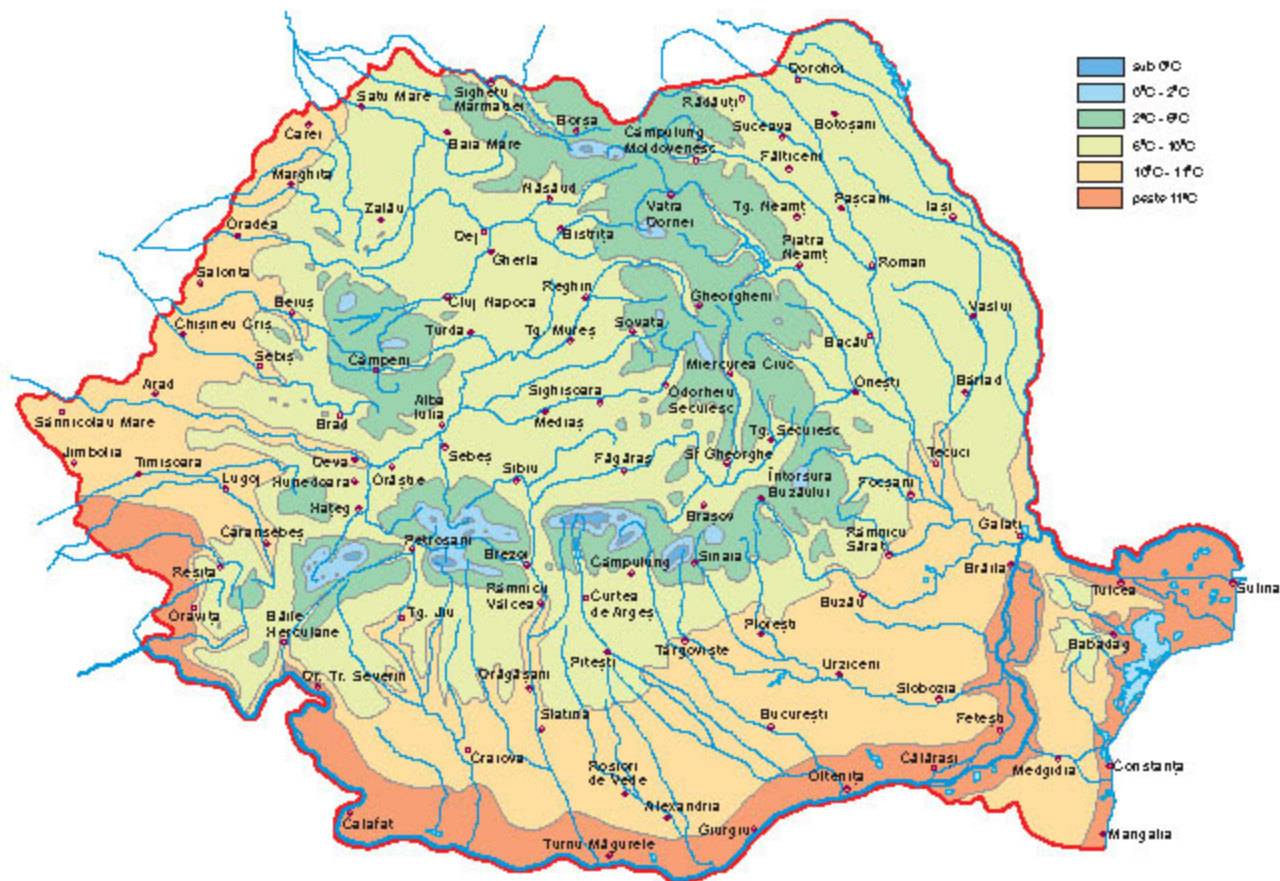 sub 0°C
0°C - 2°C
2°C - 6°C
6°C - 10°C
10°C - 11°C
peste 11°C
Dorohoi
Satu Mare
Sighetu
Marmatiei
Borșa
Rădăuți
Suceava
Botoșani
Carei
Baia Mare
Câmpulung
Moldovenesc
Fălticeni
Marghita
Zalău
Năsăud
Vatra
Dornei
Tg. Neamț
Pașcani
Iași
Oradea
Dej
Bistrița
Gherla
Piatra
Neamț
Roman
Salonta
Beiuș
Cluj Napoca
Reghin
Gheorgheni
Vaslui
Chișineu Criș
Turda
Tg. Mureș
Sovata
Bacău
Sebiș
Câmpeni
Miercurea Ciuc
Arad
Sighișoara
Odorheiu
Secuiesc
Onești
Bârlad
Sânnicolau Mare
Brad
Alba
Iulia
Mediaș
Tg. Secuiesc
Jimbolia
Timișoara
Deva
Sebeș
Sibiu
Făgăraș
Sf Gheorghe
Tecuci
Lugoj
Hunedoara
Orăștie
Întorsura
Buzăului
Focșani
Hațeg
Brașov
Caransebeș
Petroșani
Râmnicu
Sărat
Galați
Reșița
Brezoi
Câmpulung
Sinaia
Brăila
Tulcea
Sulina
Oravița
Băile
Herculane
Tg. Jiu
Râmnicu
Vâlcea
Curtea
de Argeș
Buzău
Ploiești
Babadag
Dr. Tr. Severin
Drăgășani
Pitești
Târgoviște
Urziceni
Slobozia
Slatina
București
Fetești
Craiova
Roșiori
de Vede
Oltenița
Călărași
Medgidia
Constanța
Calafat
Alexandria
Giurgiu
Mangalia
Turnu Măgurele